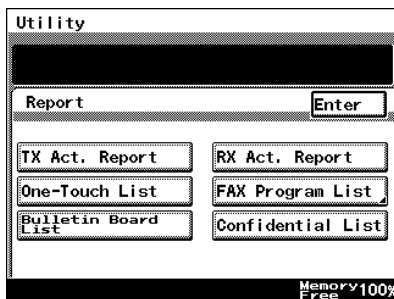 Utility
Report
Enter
TX Act. Report
RX Act. Report
One-Touch List
FAX Program List
Bulletin Board
List
Confidential List
Memory
Free
100%